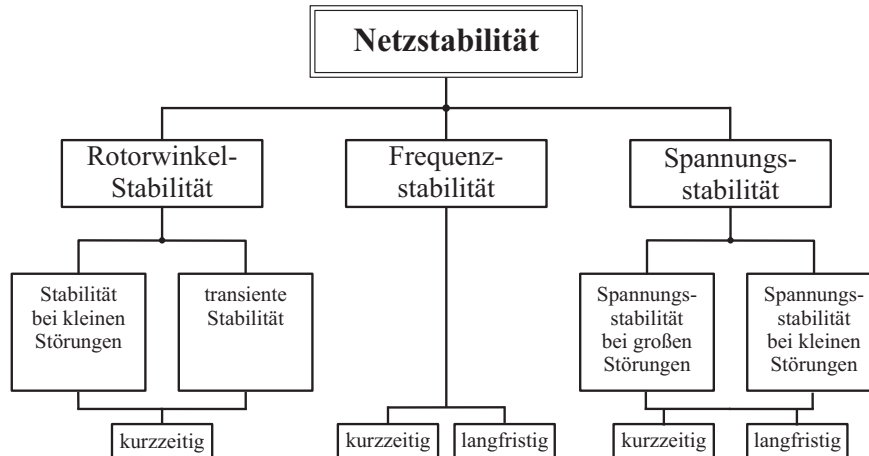 Netzstabilität
Rotorwinkel-
Stabilität
Frequenz-
stabilität
Spannungs-
stabilität
Stabilität
bei kleinen
Störungen
transiente
Stabilität
Spannungs-
stabilität
bei großen
Störungen
Spannungs-
stabilität
bei kleinen
Störungen
kurzzeitig
kurzzeitig
langfristig
kurzzeitig
langfristig